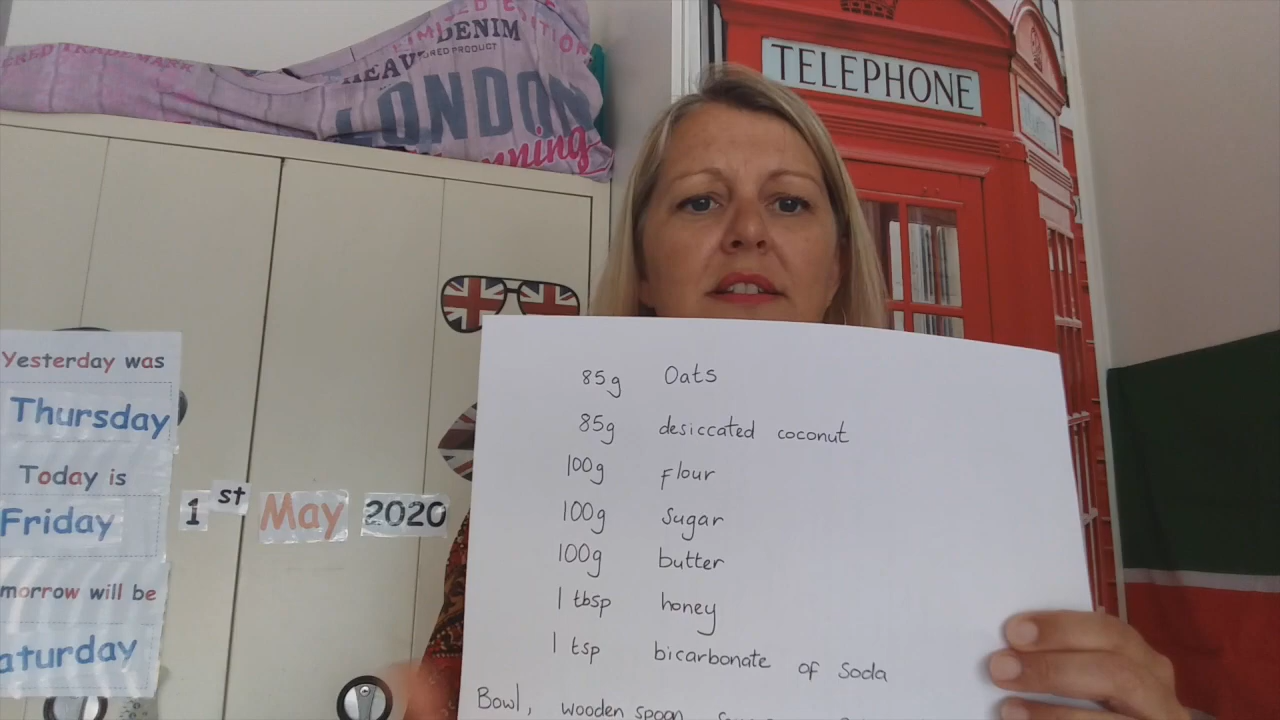 LIMITED EDITION
DENIM
RED TRADEMARK
HEAVY
RED PRODUCT
LONDON
TELEPHONE
Yesterday was
Thursday
Today is
Friday
1 st May 2020
morrow will be
aturday
85g Oats
85g desiccated coconut
100g flour
100g sugar
100g butter
1 tbsp honey
1 tsp bicarbonate of Soda
Bowl, wooden spoon